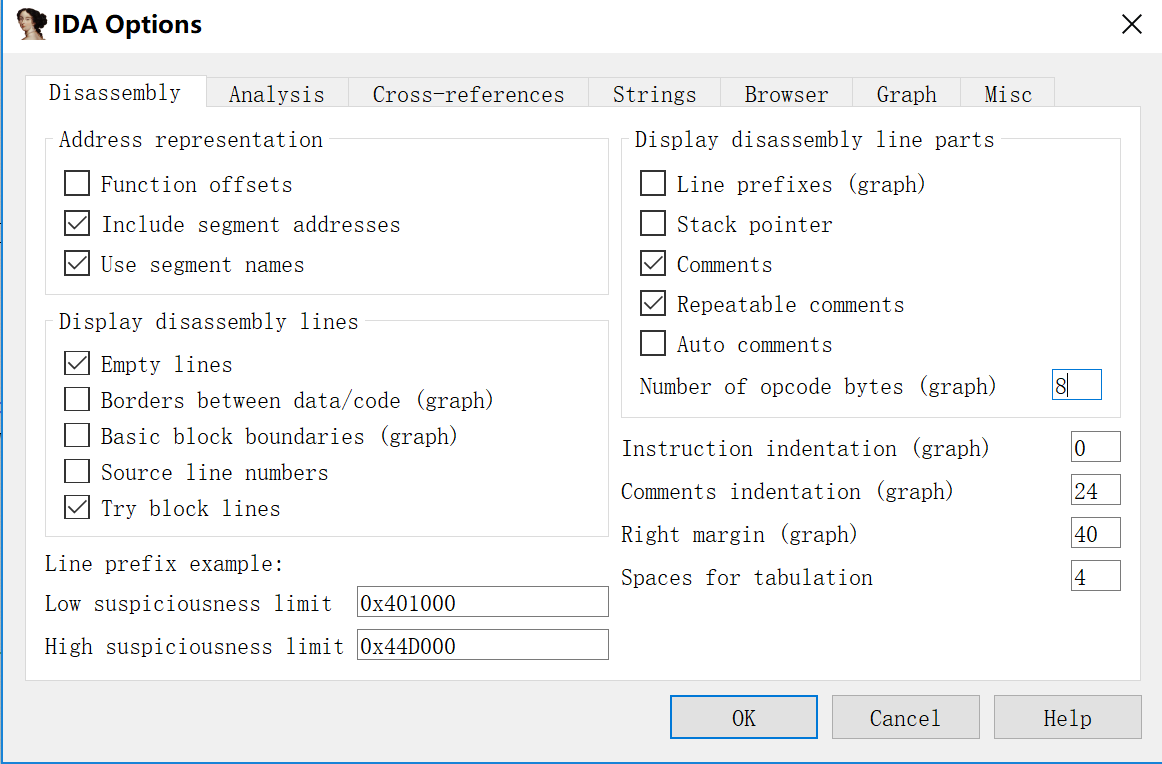 IDA Options
Disassembly Analysis Cross-references Strings Browser Graph Misc
Address representation
Function offsets
Include segment addresses
Use segment names
Display disassembly lines
Empty lines
Borders between data/code (graph)
Basic block boundaries (graph)
Source line numbers
Try block lines
Line prefix example:
Low suspiciousness limit 0x401000
High suspiciousness limit 0x44D000
Display disassembly line parts
Line prefixes (graph)
Stack pointer
Comments
Repeatable comments
Auto comments
Number of opcode bytes (graph) 8
Instruction indentation (graph) 0
Comments indentation (graph) 24
Right margin (graph) 40
Spaces for tabulation 4
OK Cancel Help